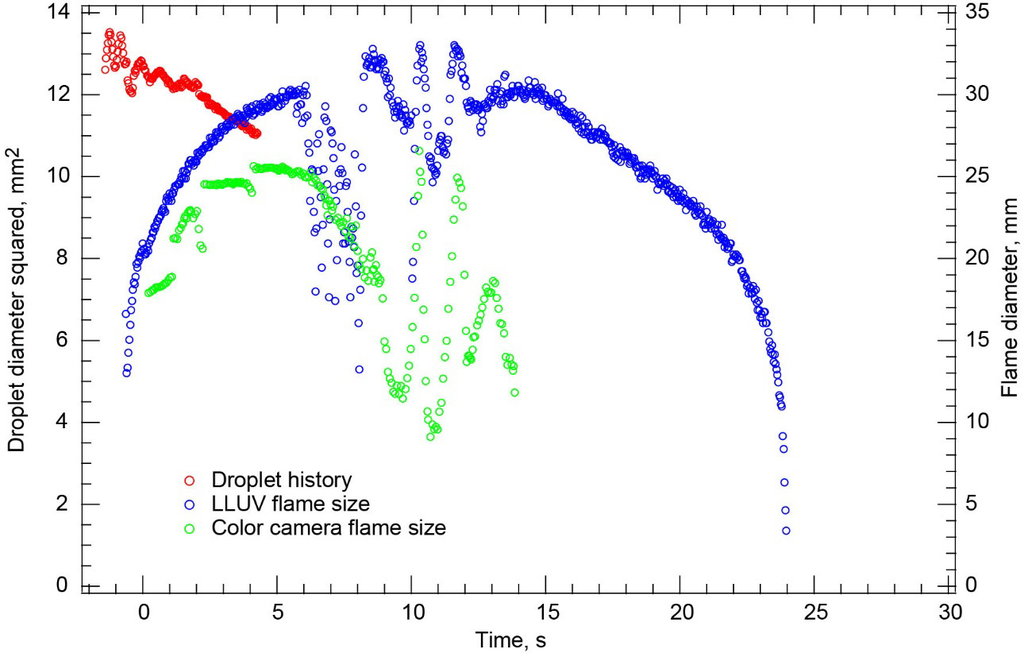 14
12
10
8
6
4
2
0
Droplet diameter squared, mm2
35
30
25
20
15
10
5
0
Flame diameter, mm
Droplet history
LLUV flame size
Color camera flame size
0 5 10 15 20 25 30
Time, s